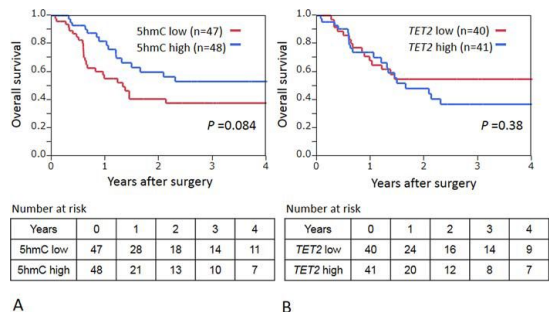 5hmC low (n=47)
5hmC high (n=48)
Overall survival
1.0
0.8
0.6
0.4
0.2
0.0
P =0.084
0 1 2 3 4
Years after surgery
TET2 low (n=40)
TET2 high (n=41)
Overall survival
1.0
0.8
0.6
0.4
0.2
0.0
P =0.38
0 1 2 3 4
Years after surgery
Number at risk
Years 0 1 2 3 4
5hmC low 47 28 18 14 11
5hmC high 48 21 13 10 7
Number at risk
Years 0 1 2 3 4
TET2 low 40 24 16 14 9
TET2 high 41 20 12 8 7
A
B